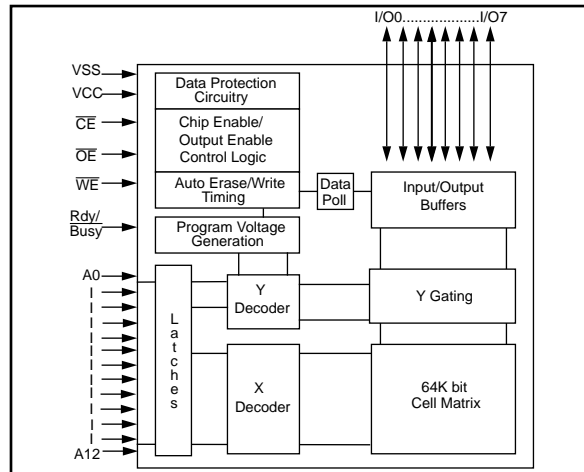 I/O0...................I/O7
VSS
VCC
CE
OE
WE
Rdy/
Busy
A0
A12
Data Protection
Circuitry
Chip Enable/
Output Enable
Control Logic
Auto Erase/Write
Timing
Data
Poll
Input/Output
Buffers
Program Voltage
Generation
L
a
t
c
h
e
s
Y
Decoder
Y Gating
X
Decoder
64K bit
Cell Matrix